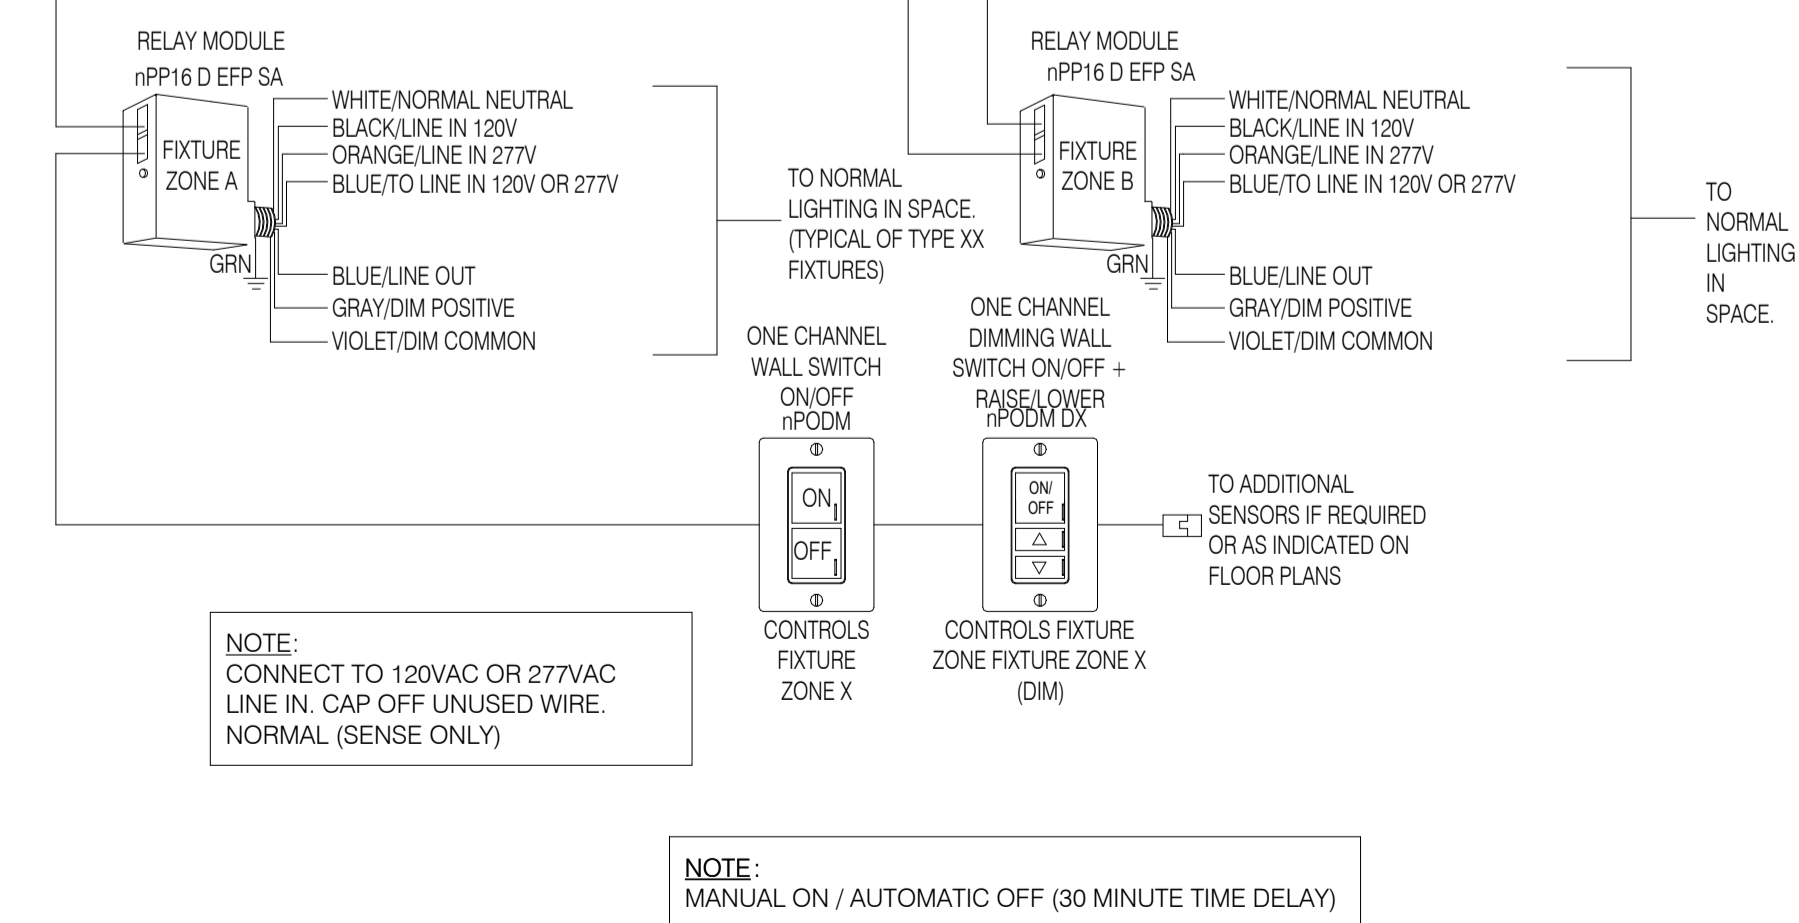 RELAY MODULE
nPP16 D EFP SA
FIXTURE
ZONE A
WHITE/NORMAL NEUTRAL
BLACK/LINE IN 120V
ORANGE/LINE IN 277V
BLUE/TO LINE IN 120V OR 277V
GRN
BLUE/LINE OUT
GRAY/DIM POSITIVE
VIOLET/DIM COMMON
TO NORMAL
LIGHTING IN SPACE.
(TYPICAL OF TYPE XX
FIXTURES)
RELAY MODULE
nPP16 D EFP SA
FIXTURE
ZONE B
WHITE/NORMAL NEUTRAL
BLACK/LINE IN 120V
ORANGE/LINE IN 277V
BLUE/TO LINE IN 120V OR 277V
GRN
BLUE/LINE OUT
GRAY/DIM POSITIVE
VIOLET/DIM COMMON
TO
NORMAL
LIGHTING
IN
SPACE.
ONE CHANNEL
WALL SWITCH
ON/OFF
nPODM
ON
OFF
CONTROLS
FIXTURE
ZONE X
ONE CHANNEL
DIMMING WALL
SWITCH ON/OFF +
RAISE/LOWER
nPODM DX
ON/
OFF
CONTROLS FIXTURE
ZONE FIXTURE ZONE X
(DIM)
TO ADDITIONAL
SENSORS IF REQUIRED
OR AS INDICATED ON
FLOOR PLANS
NOTE:
CONNECT TO 120VAC OR 277VAC
LINE IN. CAP OFF UNUSED WIRE.
NORMAL (SENSE ONLY)
NOTE:
MANUAL ON / AUTOMATIC OFF (30 MINUTE TIME DELAY)